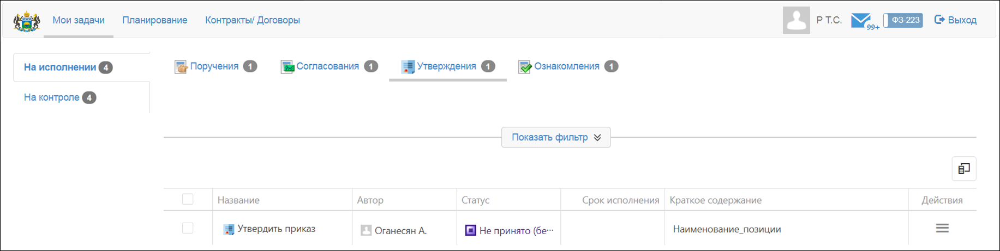 Мои задачи Планирование Контракты/ Договоры Р Т.С. 99+ ФЗ-223 Выход
На исполнении 4 Поручения 1 Согласования 1 Утверждения 1 Ознакомления 1
На контроле 4
Показать фильтр
Название Автор Статус Срок исполнения Краткое содержание Действия
Утвердить приказ Оганесян А. Не принято (бе··· Наименование_позиции